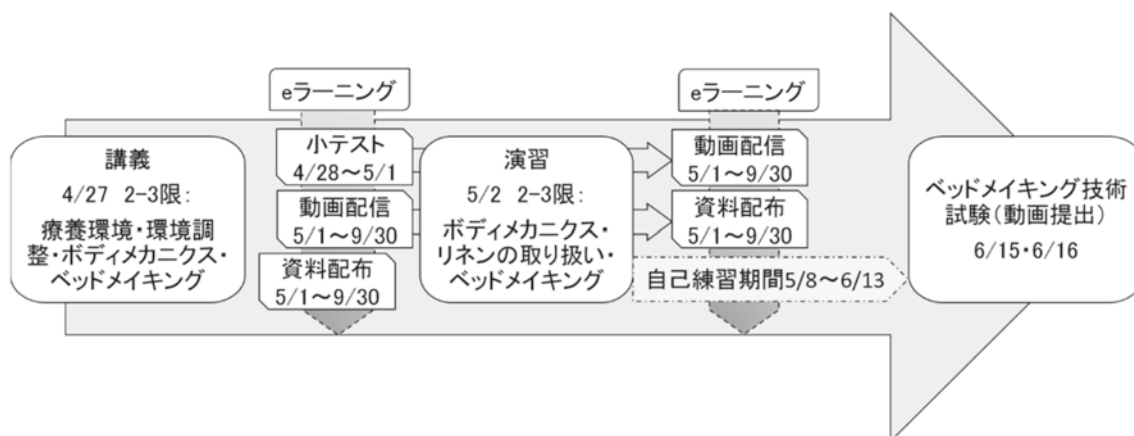 講義
4/27 2-3限:
療養環境・環境調
整・ボディメカニクス・
ベッドメイキング
eラーニング
小テスト
4/28～5/1
動画配信
5/1～9/30
資料配布
5/1～9/30
演習
5/2 2-3限:
ボディメカニクス・
リネンの取り扱い・
ベッドメイキング
eラーニング
動画配信
5/1～9/30
資料配布
5/1～9/30
自己練習期間5/8～6/13
ベッドメイキング技術
試験(動画提出)
6/15・6/16